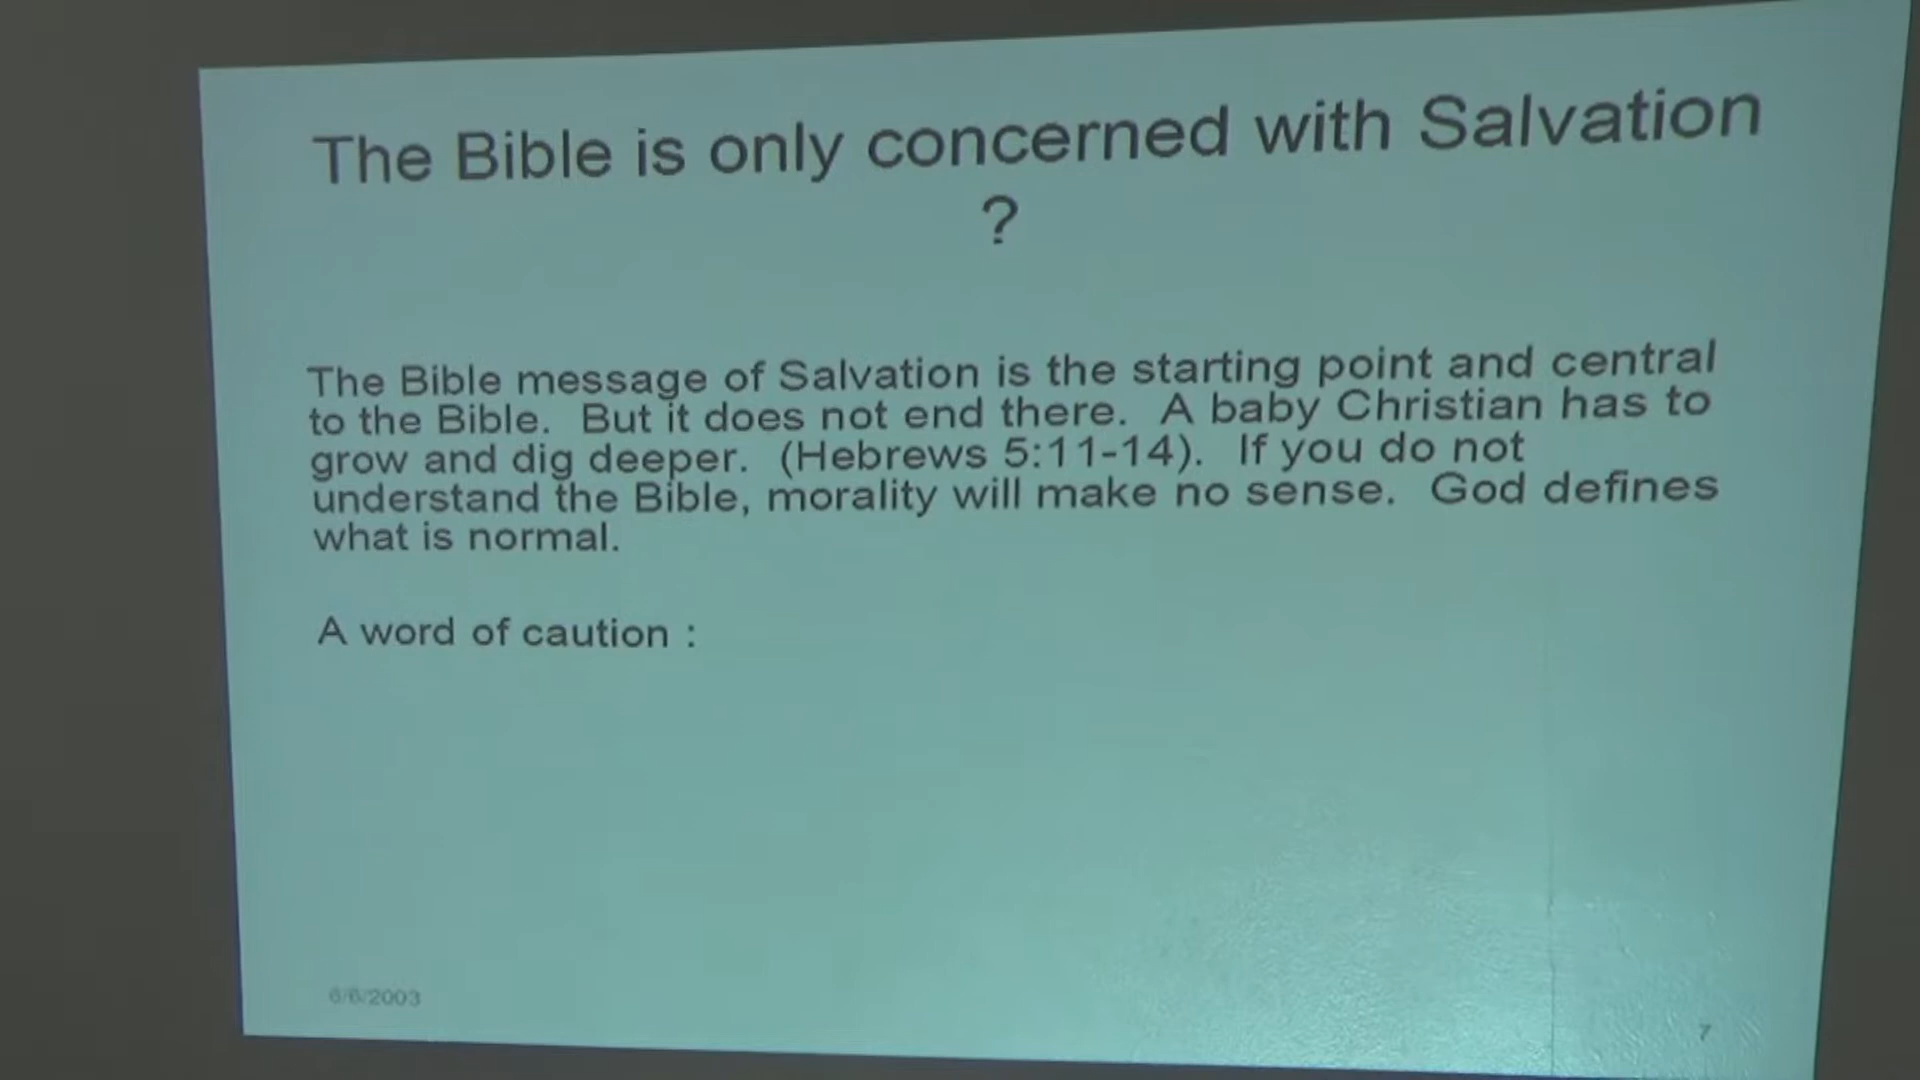 The Bible is only concerned with Salvation
?
The Bible message of Salvation is the starting point and central
to the Bible.  But it does not end there.  A baby Christian has to
grow and dig deeper.  (Hebrews 5:11-14).  If you do not
understand the Bible, morality will make no sense.  God defines
what is normal.
A word of caution :
6/6/2003
7